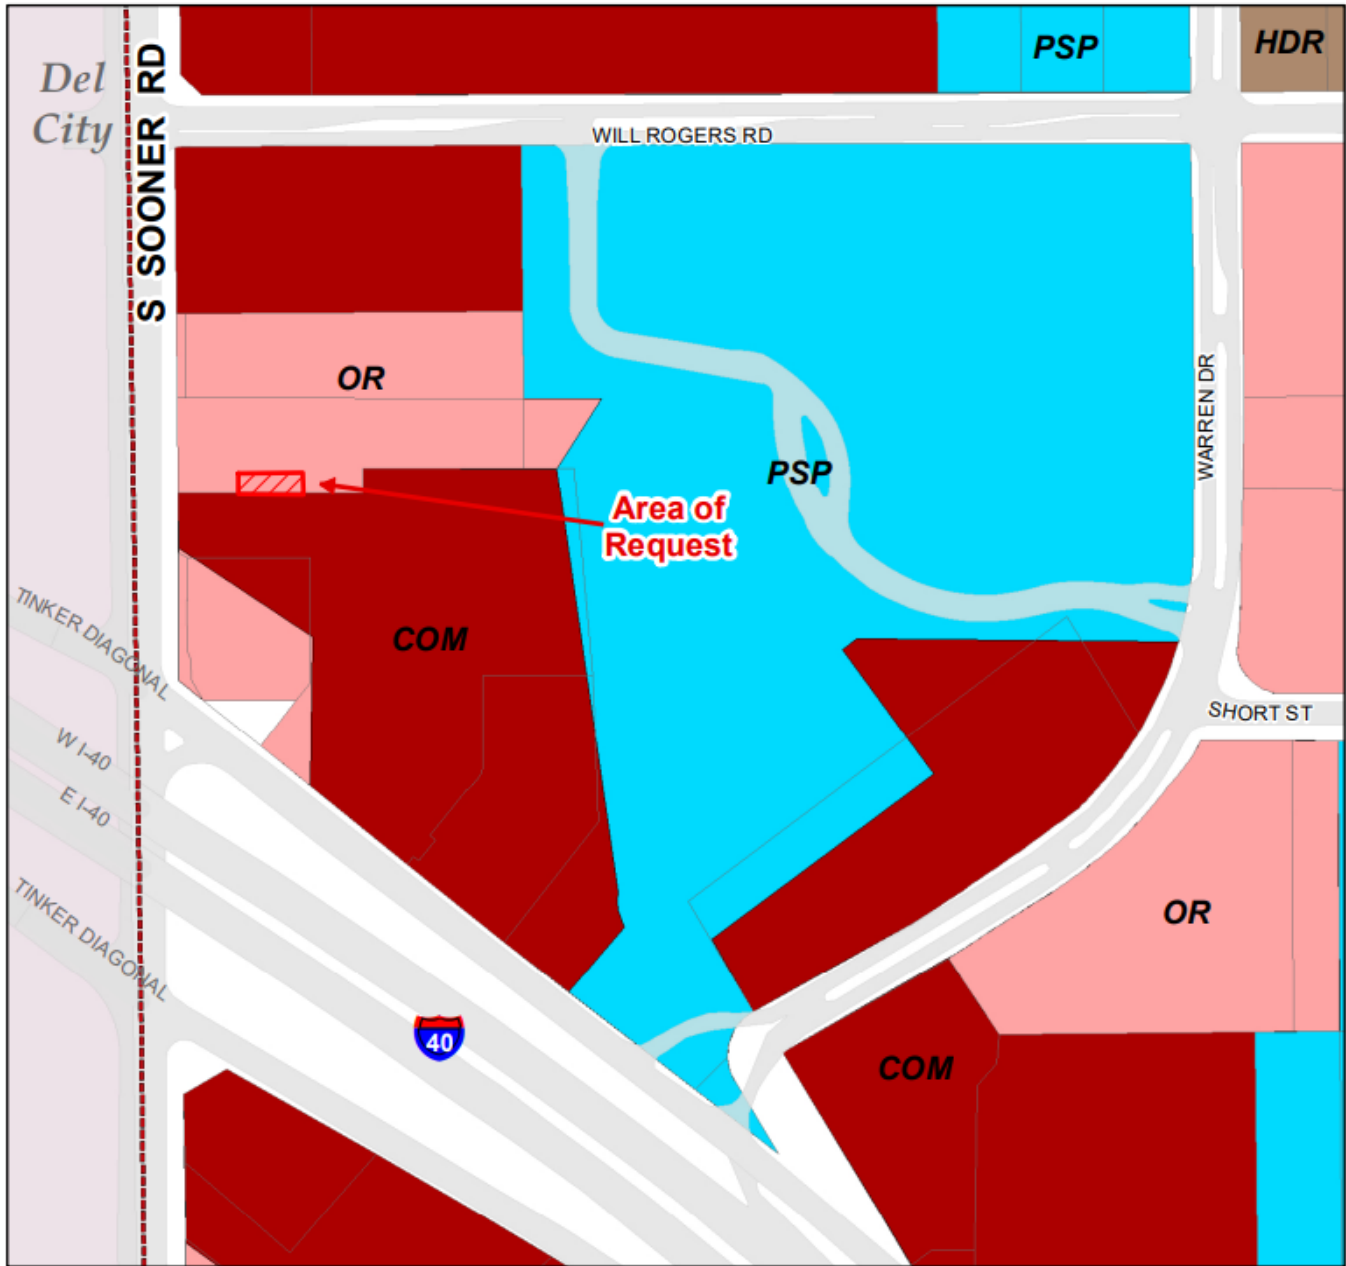 Del
City
S SOONER RD
PSP
HDR
WILL ROGERS RD
OR
WARREN DR
PSP
Area of
Request
COM
TINKER DIAGONAL
W I-40
E I-40
SHORT ST
TINKER DIAGONAL
OR
40
COM